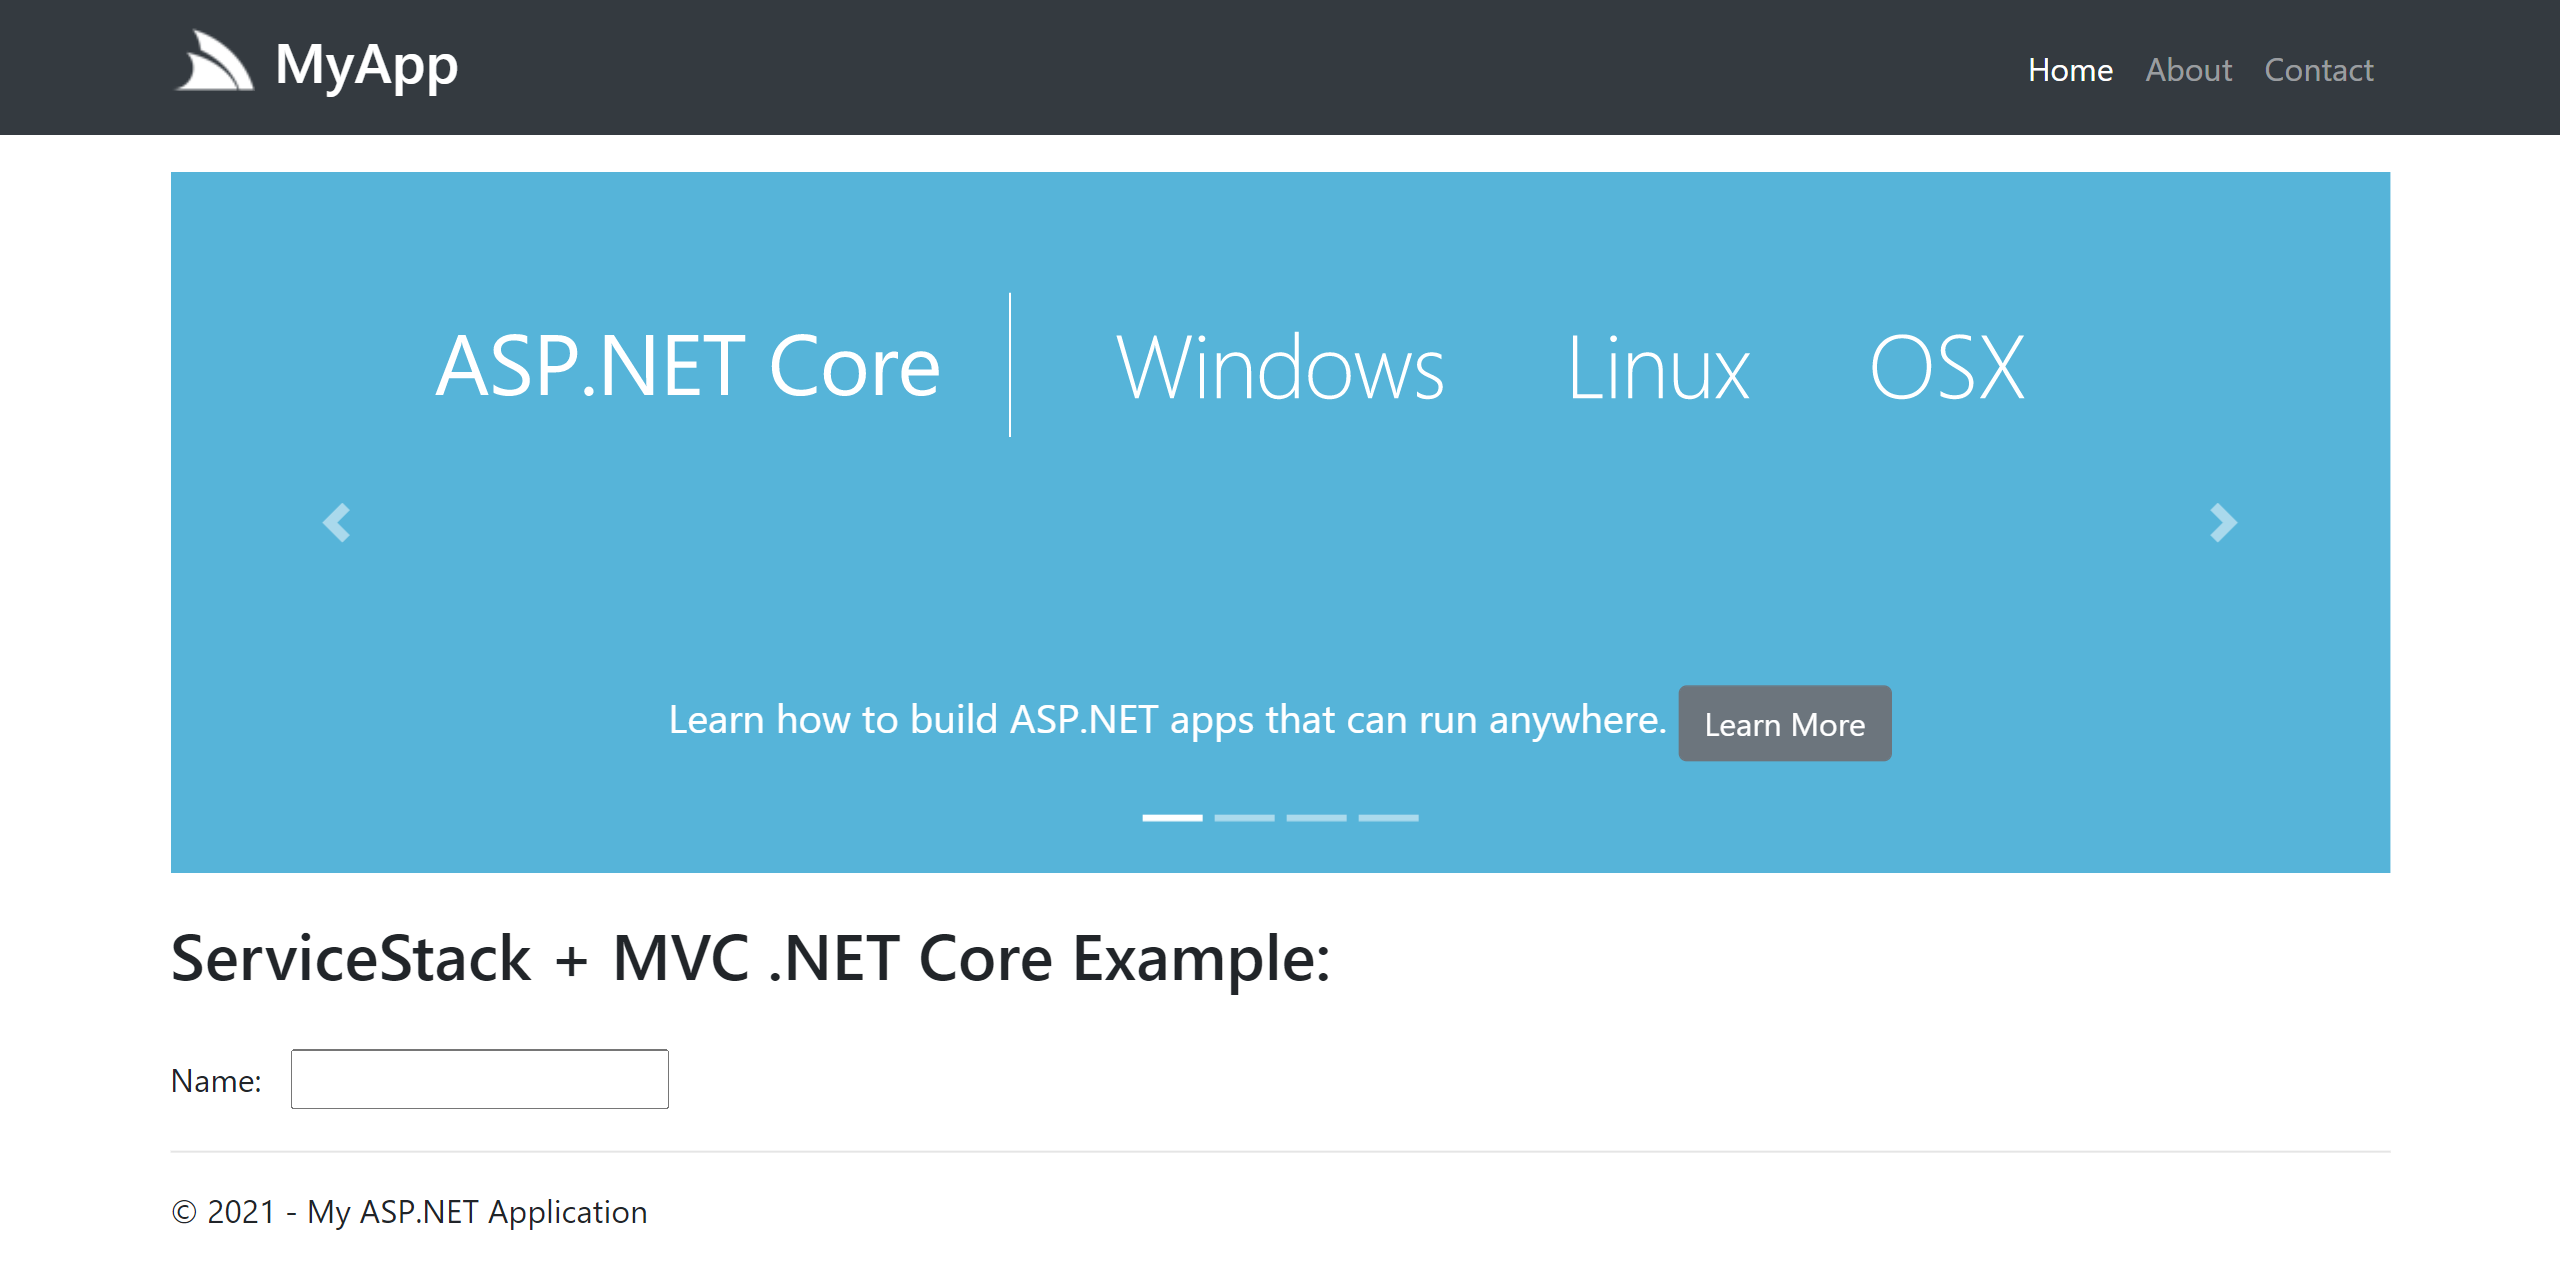 MyApp
Home About Contact
ASP.NET Core Windows Linux OSX
Learn how to build ASP.NET apps that can run anywhere. Learn More
ServiceStack + MVC .NET Core Example:
Name:
© 2021 - My ASP.NET Application